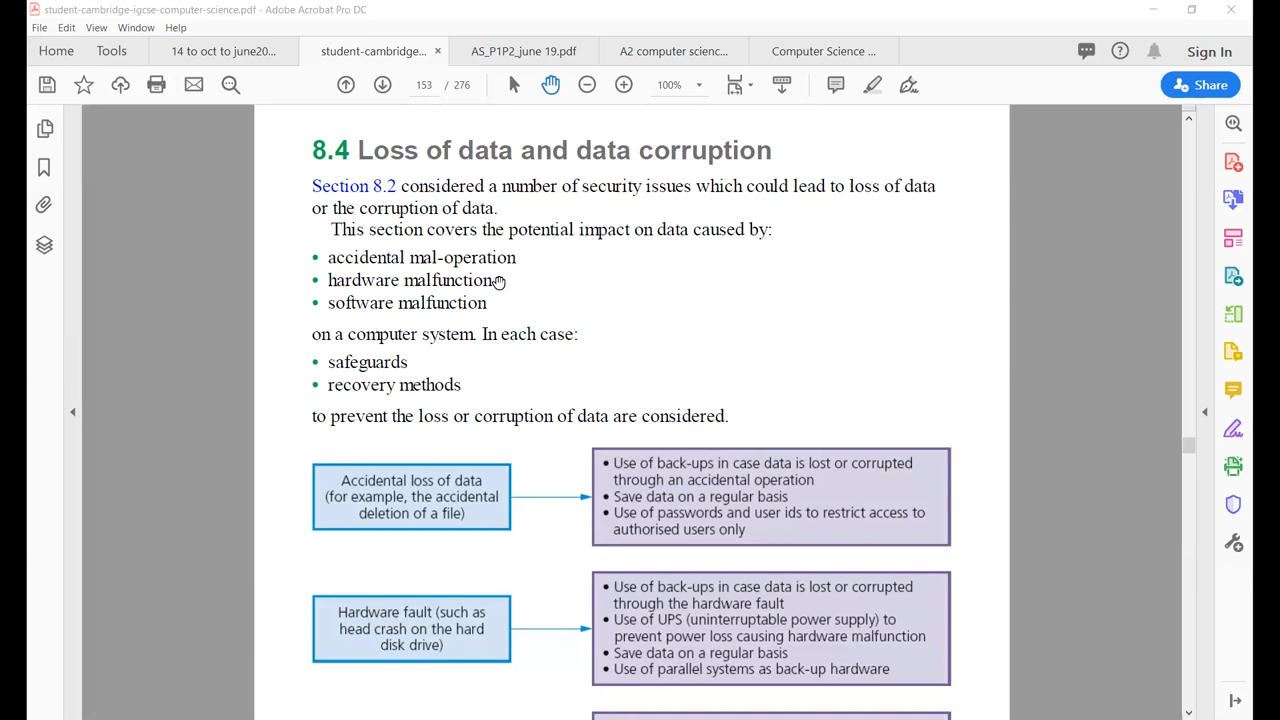 student-cambridge-igcse-computer-science.pdf - Adobe Acrobat Pro DC
File Edit View Window Help
Home Tools 14 to oct to june20... student-cambridge... × AS_P1P2_june 19.pdf A2 computer scienc... Computer Science ... Sign In
153 / 276 100% Share
8.4 Loss of data and data corruption
Section 8.2 considered a number of security issues which could lead to loss of data
or the corruption of data.
This section covers the potential impact on data caused by:
• accidental mal-operation
• hardware malfunction
• software malfunction
on a computer system. In each case:
• safeguards
• recovery methods
to prevent the loss or corruption of data are considered.
Accidental loss of data
(for example, the accidental
deletion of a file)
• Use of back-ups in case data is lost or corrupted
through an accidental operation
• Save data on a regular basis
• Use of passwords and user ids to restrict access to
authorised users only
Hardware fault (such as
head crash on the hard
disk drive)
• Use of back-ups in case data is lost or corrupted
through the hardware fault
• Use of UPS (uninterruptable power supply) to
prevent power loss causing hardware malfunction
• Save data on a regular basis
• Use of parallel systems as back-up hardware